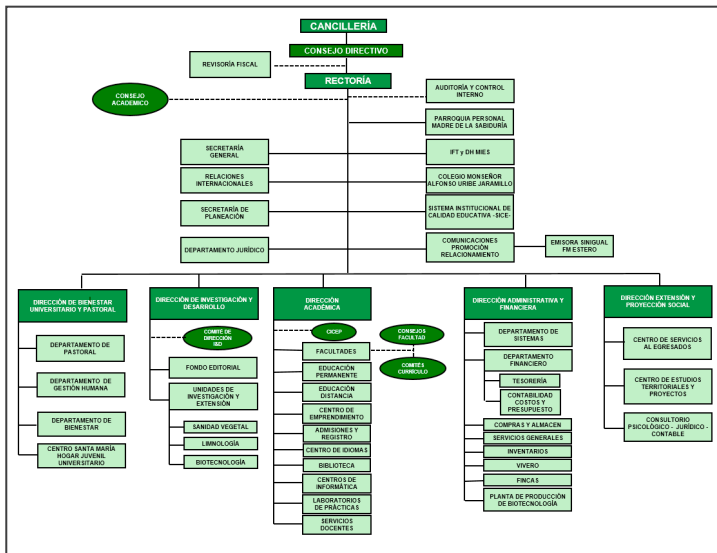 CANCILLERÍA
CONSEJO DIRECTIVO
REVISORÍA FISCAL
RECTORÍA
CONSEJO
ACADEMICO
AUDITORÍA Y CONTROL
INTERNO
PARROQUIA PERSONAL
MADRE DE LA SABIDURÍA
SECRETARÍA
GENERAL
IFT y DH MIES
RELACIONES
INTERNACIONALES
COLEGIO MONSEÑOR
ALFONSO URIBE JARAMILLO
SECRETARÍA
DE PLANEACIÓN
SISTEMA INSTITUCIONAL DE
CALIDAD EDUCATIVA -SICE-
DEPARTAMENTO JURÍDICO
COMUNICACIONES
PROMOCIÓN
RELACIONAMIENTO
EMISORA SINIGUAL
FM ESTERO
DIRECCIÓN DE BIENESTAR
UNIVERSITARIO Y PASTORAL
DEPARTAMENTO DE
PASTORAL
DEPARTAMENTO DE
GESTIÓN HUMANA
DEPARTAMENTO DE
BIENESTAR
CENTRO SANTA MARÍA
HOGAR JUVENIL
UNIVERSITARIO
DIRECCIÓN DE INVESTIGACIÓN Y
DESARROLLO
COMITÉ DE
DIRECCIÓN
I&D
FONDO EDITORIAL
UNIDADES DE
INVESTIGACIÓN Y
EXTENSIÓN
SANIDAD VEGETAL
LIMNOLOGÍA
BIOTECNOLOGÍA
DIRECCIÓN
ACADÉMICA
CICEP
CONSEJOS
FACULTAD
FACULTADES
COMITÉS
CURRÍCULO
EDUCACIÓN
PERMANENTE
EDUCACIÓN
DISTANCIA
CENTRO DE
EMPRENDIMIENTO
ADMISIONES Y
REGISTRO
CENTRO DE IDIOMAS
BIBLIOTECA
CENTROS DE
INFORMÁTICA
LABORATORIOS
DE PRÁCTICAS
SERVICIOS
DOCENTES
DIRECCIÓN ADMINISTRATIVA Y
FINANCIERA
DEPARTAMENTO DE
SISTEMAS
DEPARTAMENTO
FINANCIERO
TESORERÍA
CONTABILIDAD
COSTOS Y
PRESUPUESTO
COMPRAS Y ALMACÉN
SERVICIOS GENERALES
INVENTARIOS
VIVERO
FINCAS
PLANTA DE PRODUCCIÓN
DE BIOTECNOLOGÍA
DIRECCIÓN EXTENSIÓN Y
PROYECCIÓN SOCIAL
CENTRO DE SERVICIOS
AL EGRESADOS
CENTRO DE ESTUDIOS
TERRITORIALES Y
PROYECTOS
CONSULTORIO
PSICOLÓGICO - JURÍDICO -
CONTABLE